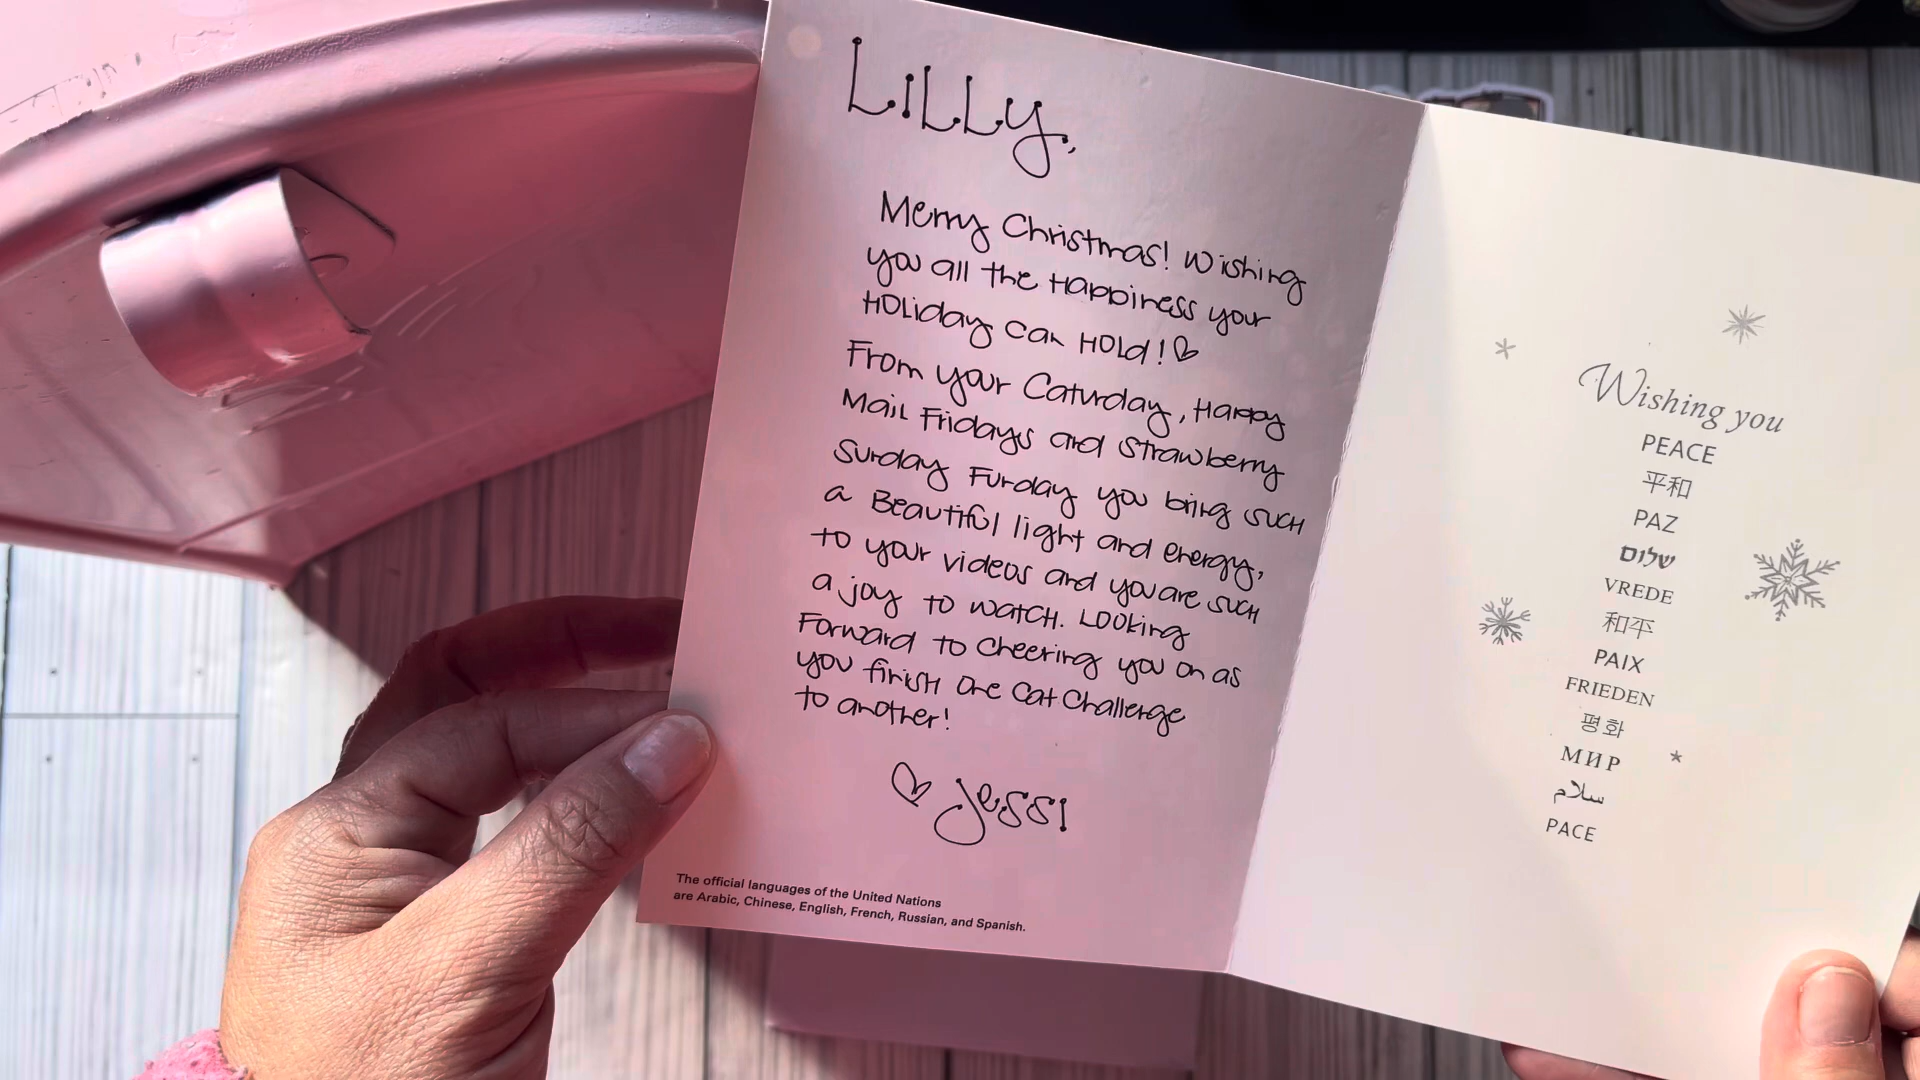 LiLLy,
Merry Christmas! Wishing
you all the Happiness your
HOLiday can HOLd! ♡
From your Caturday, Happy
Mail Fridays and Strawberry
Sunday Funday you bring such
a Beautiful light and energy,
to your videos and you are such
a joy to watch. Looking
Forward to cheering you on as
you finish one Cat Challenge
to another!
♡ Jessi
The official languages of the United Nations
are Arabic, Chinese, English, French, Russian, and Spanish.
Wishing you
PEACE
平和
PAZ
שלום
VREDE
和平
PAIX
FRIEDEN
평화
МИР
سلام
PACE